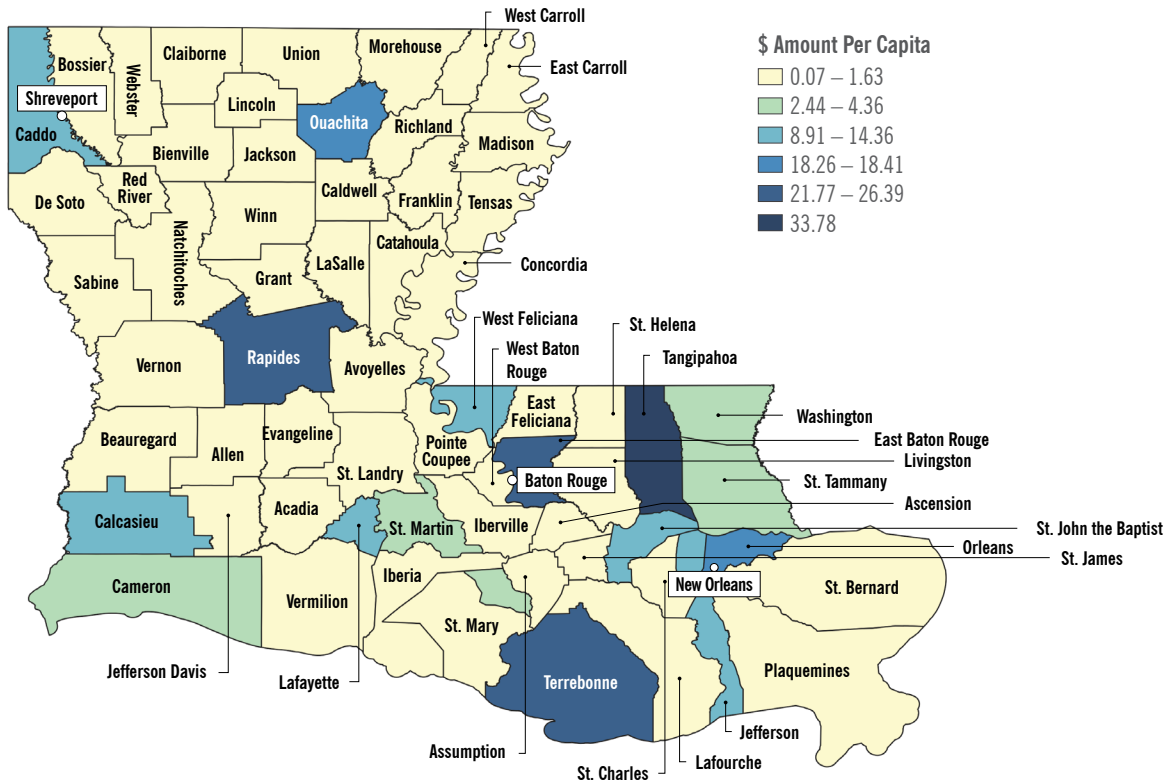 West Carroll
East Carroll
Bossier
Webster
Claiborne
Union
Morehouse
$ Amount Per Capita
0.07 – 1.63
2.44 – 4.36
8.91 – 14.36
18.26 – 18.41
21.77 – 26.39
33.78
Shreveport
Caddo
Lincoln
Ouachita
Richland
Madison
Bienville
Jackson
De Soto
Red
River
Caldwell
Franklin
Tensas
Winn
Natchitoches
Catahoula
Sabine
Grant
LaSalle
Concordia
West Feliciana
St. Helena
West Baton
Rouge
Tangipahoa
Vernon
Rapides
Avoyelles
East
Feliciana
Washington
Beauregard
Allen
Evangeline
Pointe
Coupee
East Baton Rouge
Livingston
St. Landry
Baton Rouge
St. Tammany
Calcasieu
Acadia
St. Martin
Iberville
Ascension
St. John the Baptist
Orleans
St. James
Cameron
Vermilion
Iberia
New Orleans
St. Bernard
St. Mary
Jefferson Davis
Lafayette
Terrebonne
Plaquemines
Assumption
Jefferson
Lafourche
St. Charles